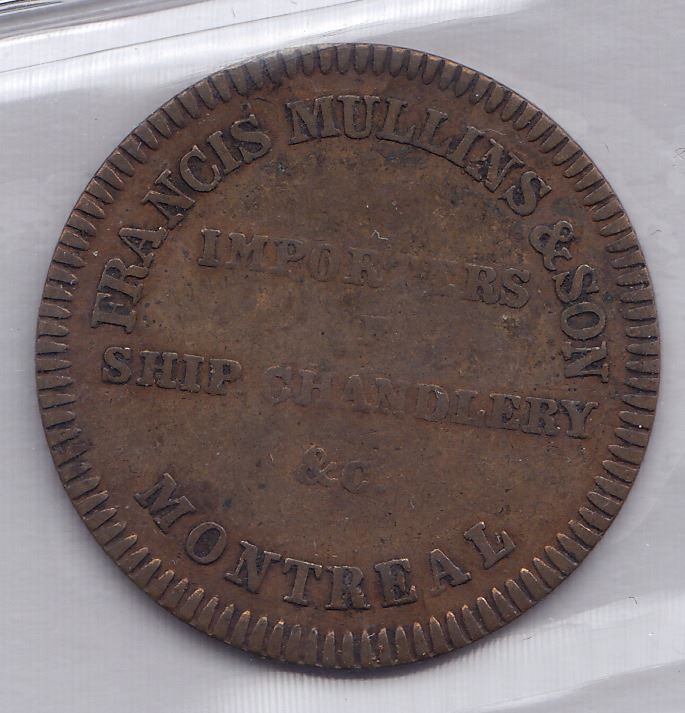 FRANCIS MULLINS & SON
IMPORTERS
SHIP CHANDLERY
&C
MONTREAL